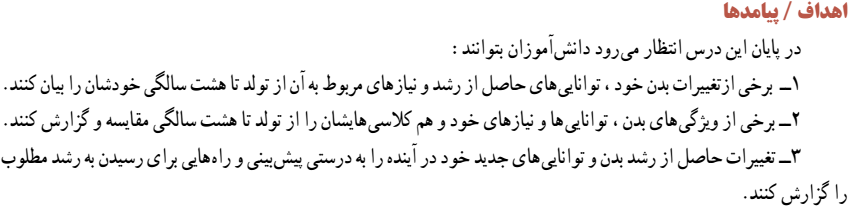 اهداف / پیامدها
در پایان این درس انتظار می‌رود دانش‌آموزان بتوانند :
۱ــ برخی ازتغییرات بدن خود ، توانایی‌های حاصل از رشد و نیازهای مربوط به آن از تولد تا هشت سالگی خودشان را بیان کنند.
۲ــ برخی از ویژگی‌های بدن ، توانایی‌ها و نیازهای خود و هم کلاسی‌هایشان را از تولد تا هشت سالگی مقایسه و گزارش کنند.
۳ــ تغییرات حاصل از رشد بدن و توانایی‌های جدید خود در آینده را به درستی پیش‌بینی و راه‌هایی برای رسیدن به رشد مطلوب
را گزارش کنند.